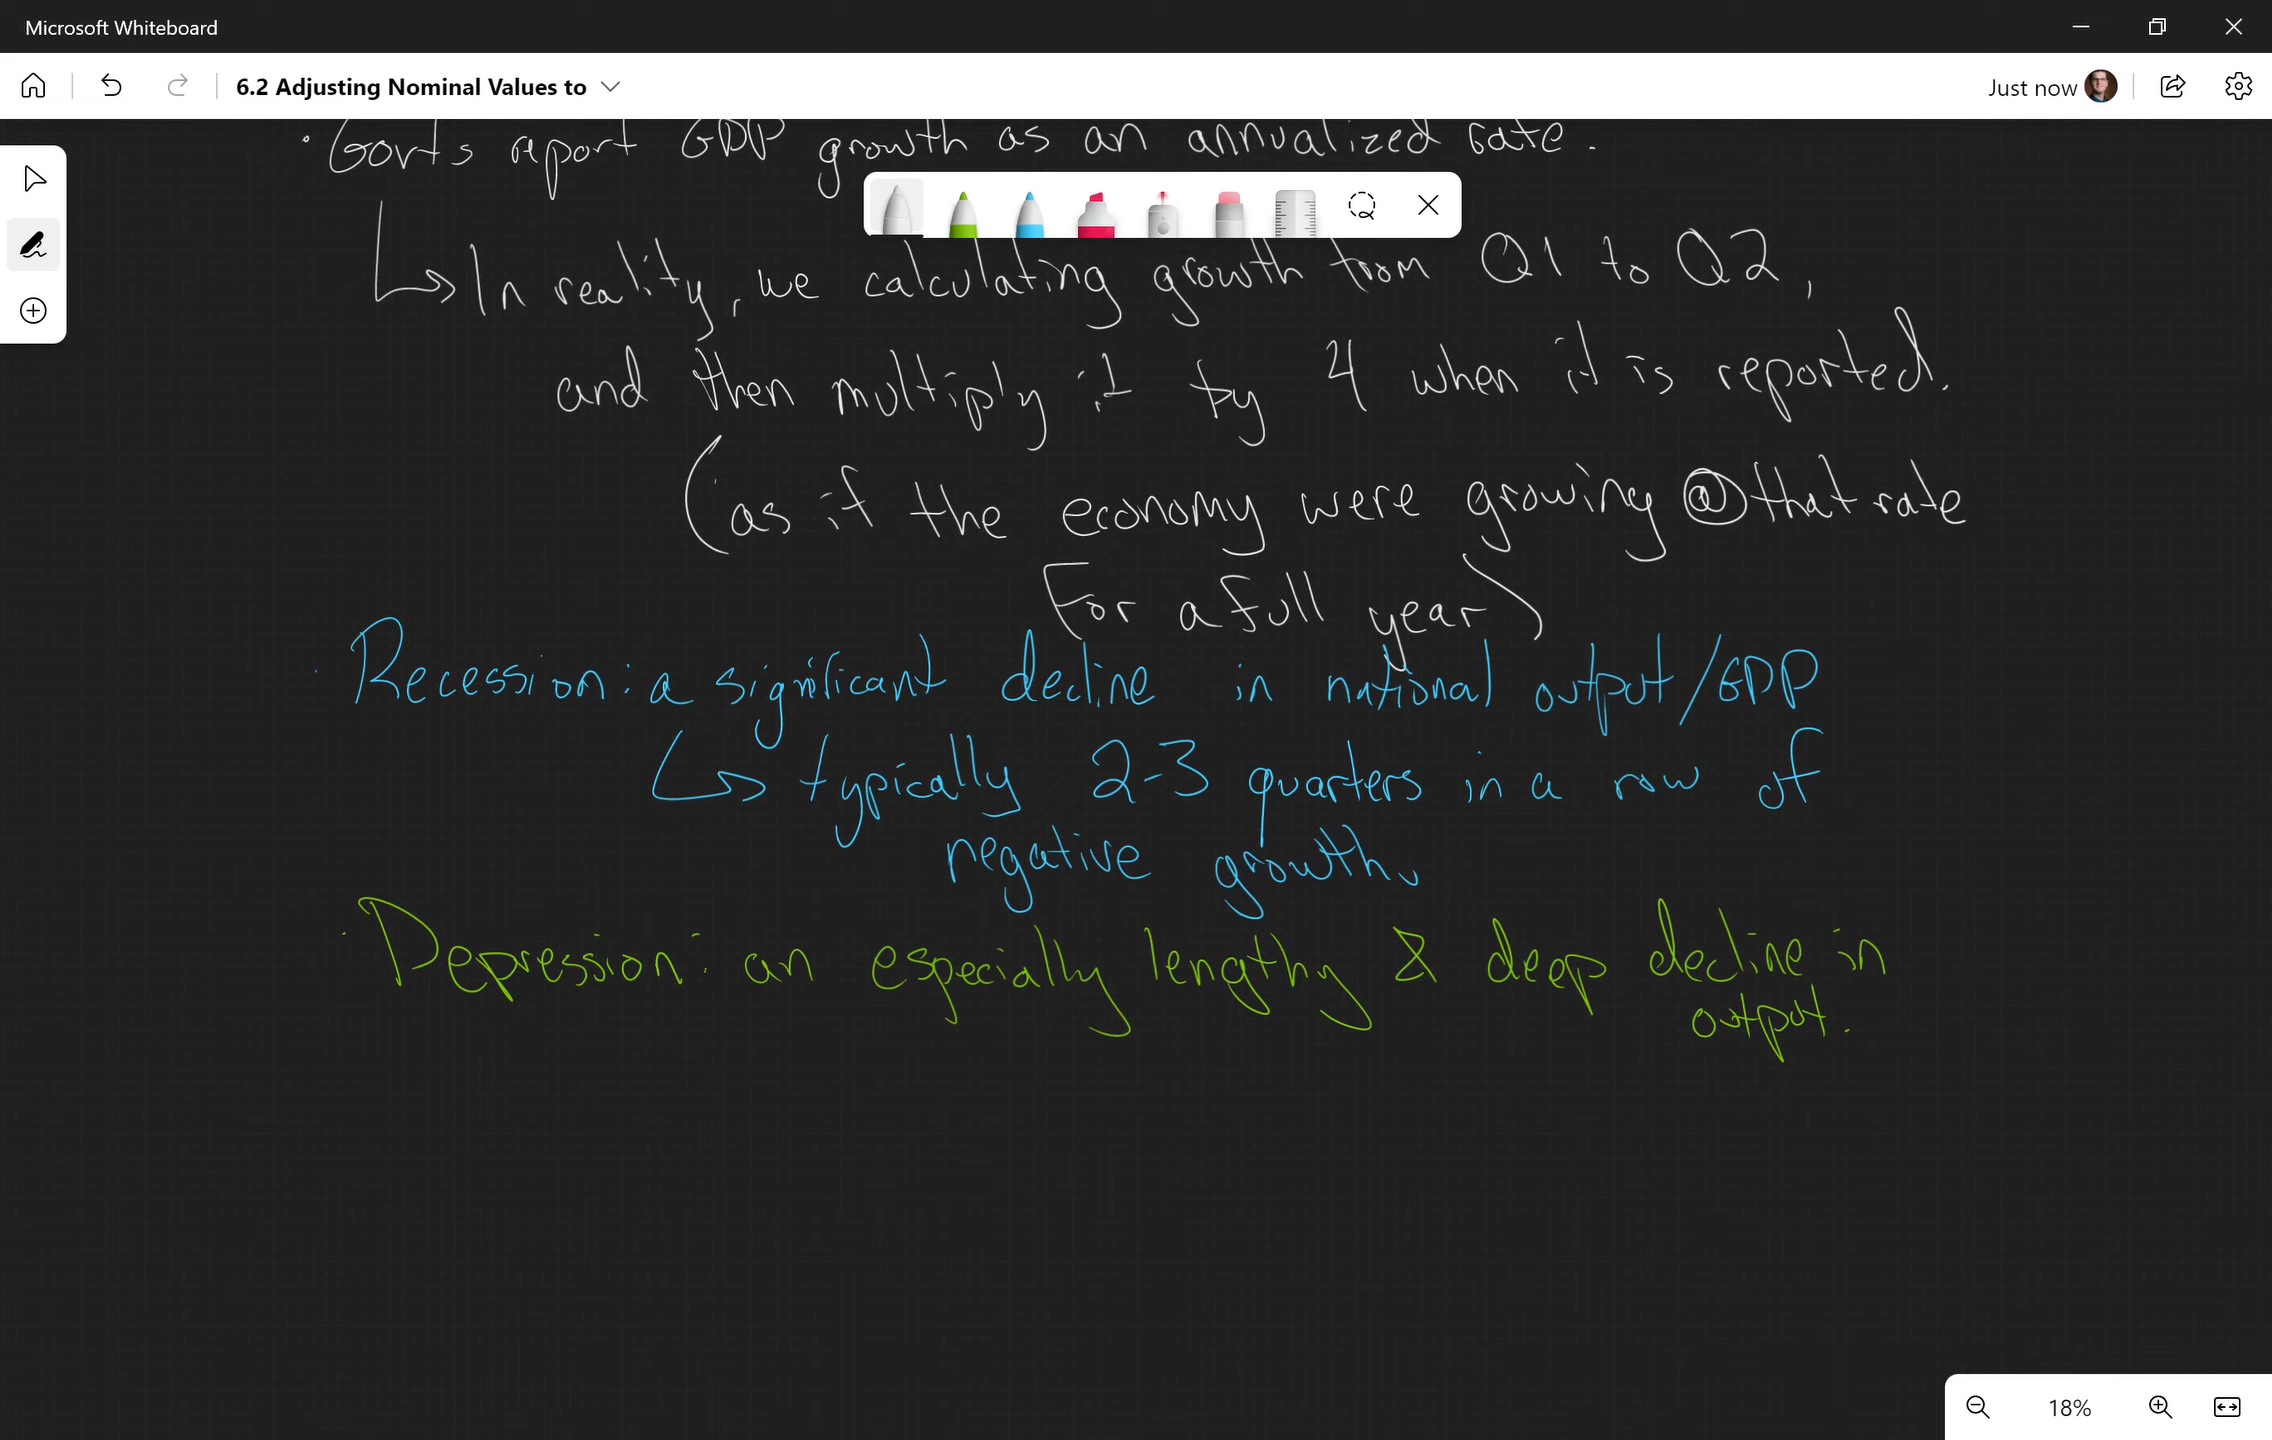 Microsoft Whiteboard
6.2 Adjusting Nominal Values to
Just now
• Govts report GDP growth as an annualized rate.
↳ In reality, we calculating growth from Q1 to Q2,
and then multiply it by 4 when it is reported.
(as if the economy were growing @ that rate
For a full year)
· Recession: a significant decline in national output/GDP
↳ typically 2-3 quarters in a row of
negative growth.
· Depression: an especially lengthy & deep decline in
output.
18%